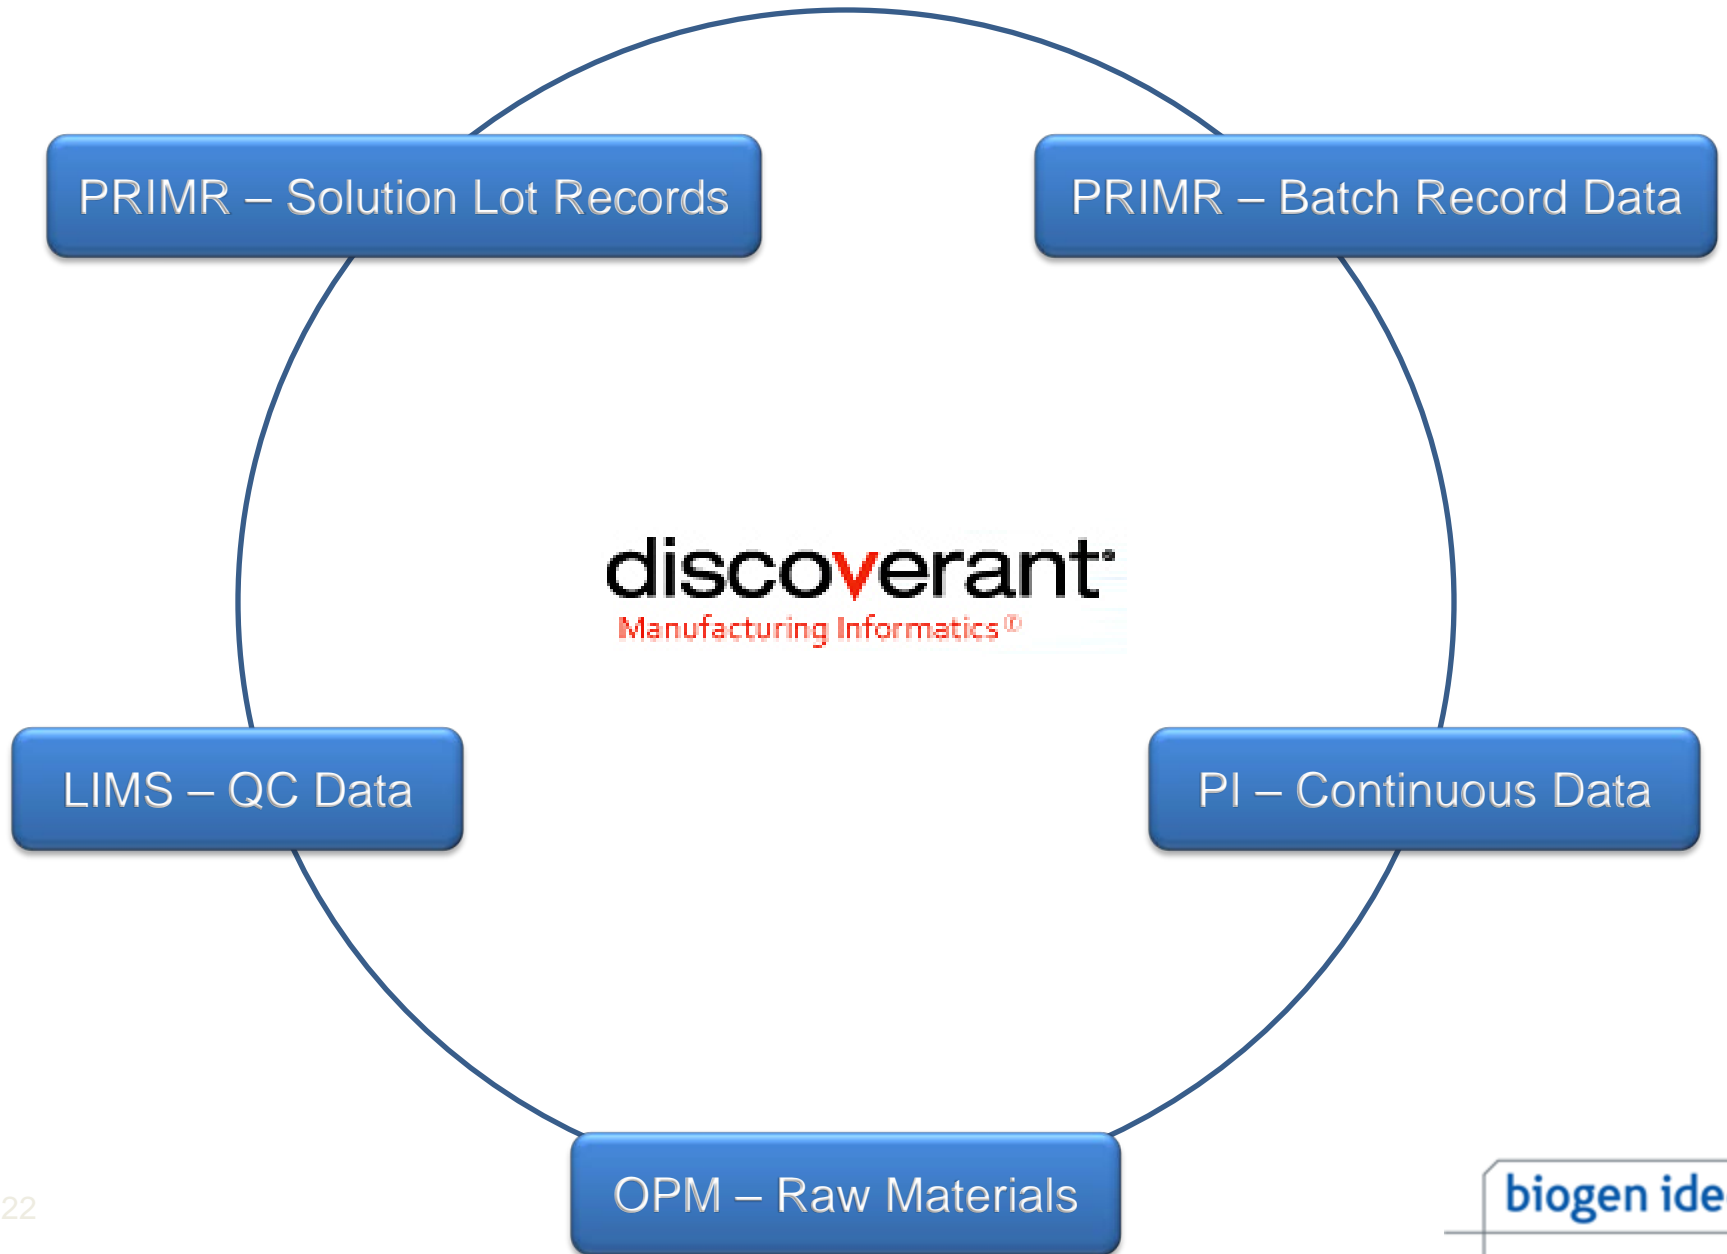 PRIMR – Solution Lot Records
PRIMR – Batch Record Data
discoverant®
Manufacturing Informatics®
LIMS – QC Data
PI – Continuous Data
OPM – Raw Materials
22
biogen ide